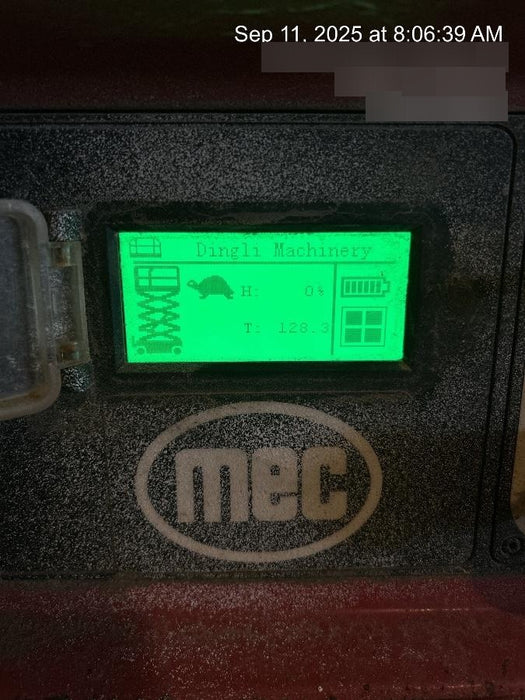 Sep 11, 2025 at 8:06:39 AM
Dingli Machinery
H: 0%
T: 128.3
mec